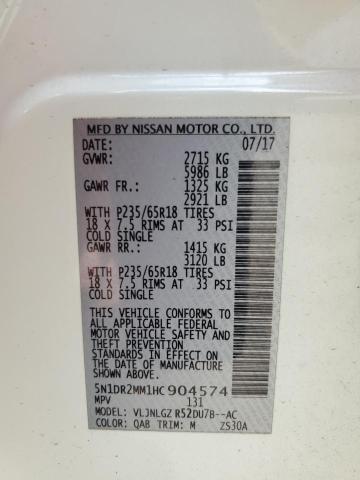 MFD BY NISSAN MOTOR CO., LTD.
DATE: 07/17
GVWR: 2715 KG
5986 LB
GAWR FR.: 1325 KG
2921 LB
WITH P235/65R18 TIRES
18 X 7.5 RIMS AT 33 PSI
COLD SINGLE
GAWR RR.: 1415 KG
3120 LB
WITH P235/65R18 TIRES
18 X 7.5 RIMS AT 33 PSI
COLD SINGLE
THIS VEHICLE CONFORMS TO
ALL APPLICABLE FEDERAL
MOTOR VEHICLE SAFETY
AND THEFT PREVENTION
STANDARDS IN EFFECT ON
THE DATE OF MANUFACTURE
SHOWN ABOVE.
5N1DR2MM1HC904574
MPV 131
MODEL: VLJNLGZ R52DU7B--AC
COLOR: QAB TRIM: M ZS30A